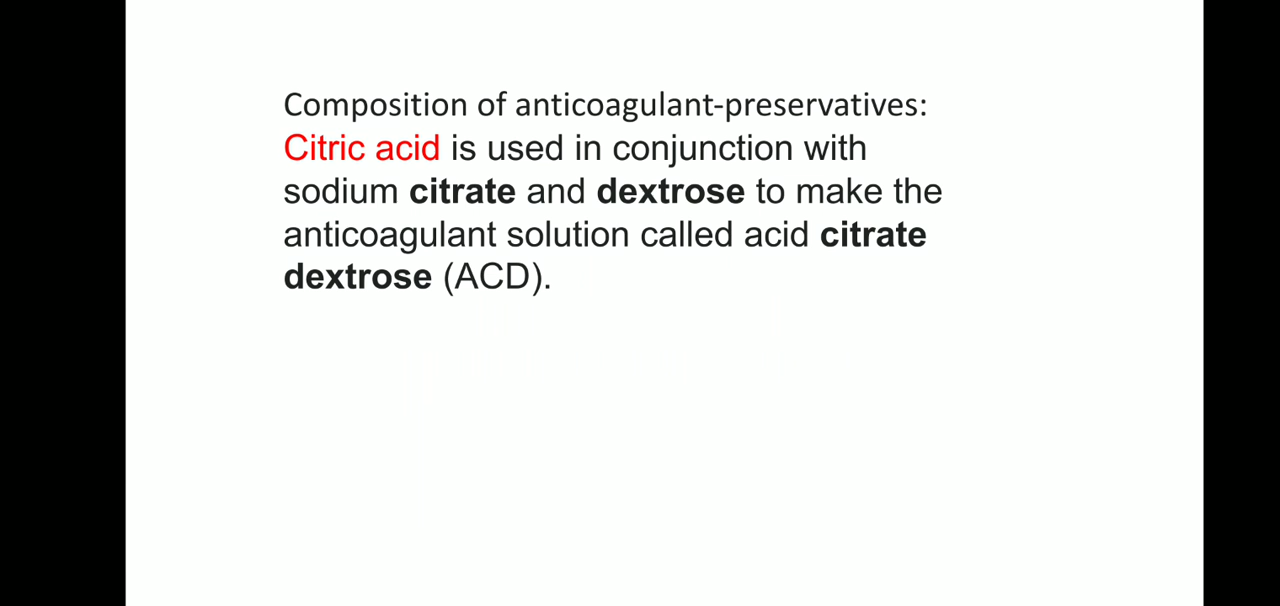 Composition of anticoagulant-preservatives:
Citric acid is used in conjunction with
sodium citrate and dextrose to make the
anticoagulant solution called acid citrate
dextrose (ACD).